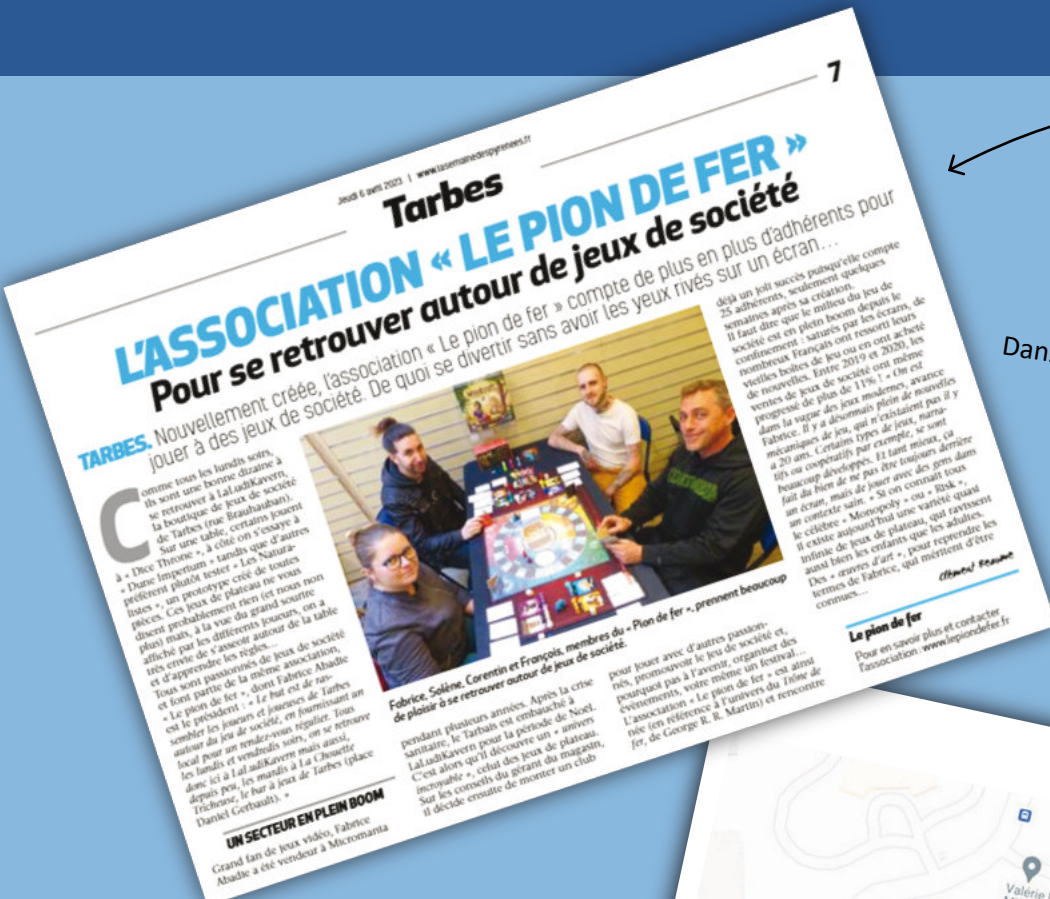 7
Jeudi 6 avril 2023 | www.lasemainedespyrenees.fr
Tarbes
L'ASSOCIATION « LE PION DE FER »
Pour se retrouver autour de jeux de société
TARBES. Nouvellement créée, l'association « Le pion de fer » compte de plus en plus d'adhérents pour
jouer à des jeux de société. De quoi se divertir sans avoir les yeux rivés sur un écran...
Comme tous les lundis soirs,
ils sont une bonne dizaine à
se retrouver à LaLudiKavern,
la boutique de jeux de société
de Tarbes (rue Brauhauban).
Sur une table, certains jouent
à « Dice Throne », à côté on s'essaye à
« Dune Imperium » tandis que d'autres
préfèrent plutôt tester « Les Natura-
listes », un prototype créé de toutes
pièces. Ces jeux de plateau ne vous
disent probablement rien (et nous non
plus) mais, à la vue du grand sourire
affiché par les différents joueurs, on a
très envie de s'asseoir autour de la table
et d'apprendre les règles...
Tous sont passionnés de jeux de société
et font partie de la même association,
« Le pion de fer », dont Fabrice Abadie
est le président : « Le but est de ras-
sembler les joueurs et joueuses de Tarbes
autour du jeu de société, en fournissant un
local pour un rendez-vous régulier. Tous
les lundis et vendredis soirs, on se retrouve
donc ici à LaLudiKavern mais aussi,
depuis peu, les mardis à La Chouette
Tricheuse, le bar à jeux de Tarbes (place
Daniel Gerbault). »
UN SECTEUR EN PLEIN BOOM
Grand fan de jeux vidéo, Fabrice
Abadie a été vendeur à Micromania
Fabrice, Solène, Corentin et François, membres du « Pion de fer », prennent beaucoup
de plaisir à se retrouver autour de jeux de société.
pendant plusieurs années. Après la crise
sanitaire, le Tarbais est embauché à
LaLudiKavern pour la période de Noël.
C'est alors qu'il découvre un « univers
incroyable », celui des jeux de plateau.
Sur les conseils du gérant du magasin,
il décide ensuite de monter un club
pour jouer avec d'autres passion-
nés, promouvoir le jeu de société et,
pourquoi pas à l'avenir, organiser des
événements, voire même un festival...
L'association « Le pion de fer » est ainsi
née (en référence à l'univers du Trône de
fer, de George R. R. Martin) et rencontre
déjà un joli succès puisqu'elle compte
25 adhérents, seulement quelques
semaines après sa création.
Il faut dire que le milieu du jeu de
société est en plein boom depuis le
confinement : saturés par les écrans, de
nombreux Français ont ressorti leurs
vieilles boîtes de jeu ou en ont acheté
de nouvelles. Entre 2019 et 2020, les
ventes de jeux de société ont même
progressé de plus de 11% ! « On est
dans la vague des jeux modernes, avance
Fabrice. Il y a désormais plein de nouvelles
mécaniques de jeu, qui n'existaient pas il y
a 20 ans. Certains types de jeux, narra-
tifs ou coopératifs par exemple, se sont
beaucoup développés. Et tant mieux, ça
fait du bien de ne pas être toujours derrière
un écran, mais de jouer avec des gens dans
un contexte sain. » Si on connaît tous
le célèbre « Monopoly » ou « Risk »,
il existe aujourd'hui une variété quasi
infinie de jeux de plateau, qui ravissent
aussi bien les enfants que les adultes.
Des « œuvres d'art », pour reprendre les
termes de Fabrice, qui méritent d'être
connues...
Clément
Le pion de fer
Pour en savoir plus et contacter
l'association : www.lepiondefer.fr
Dan
Valérie